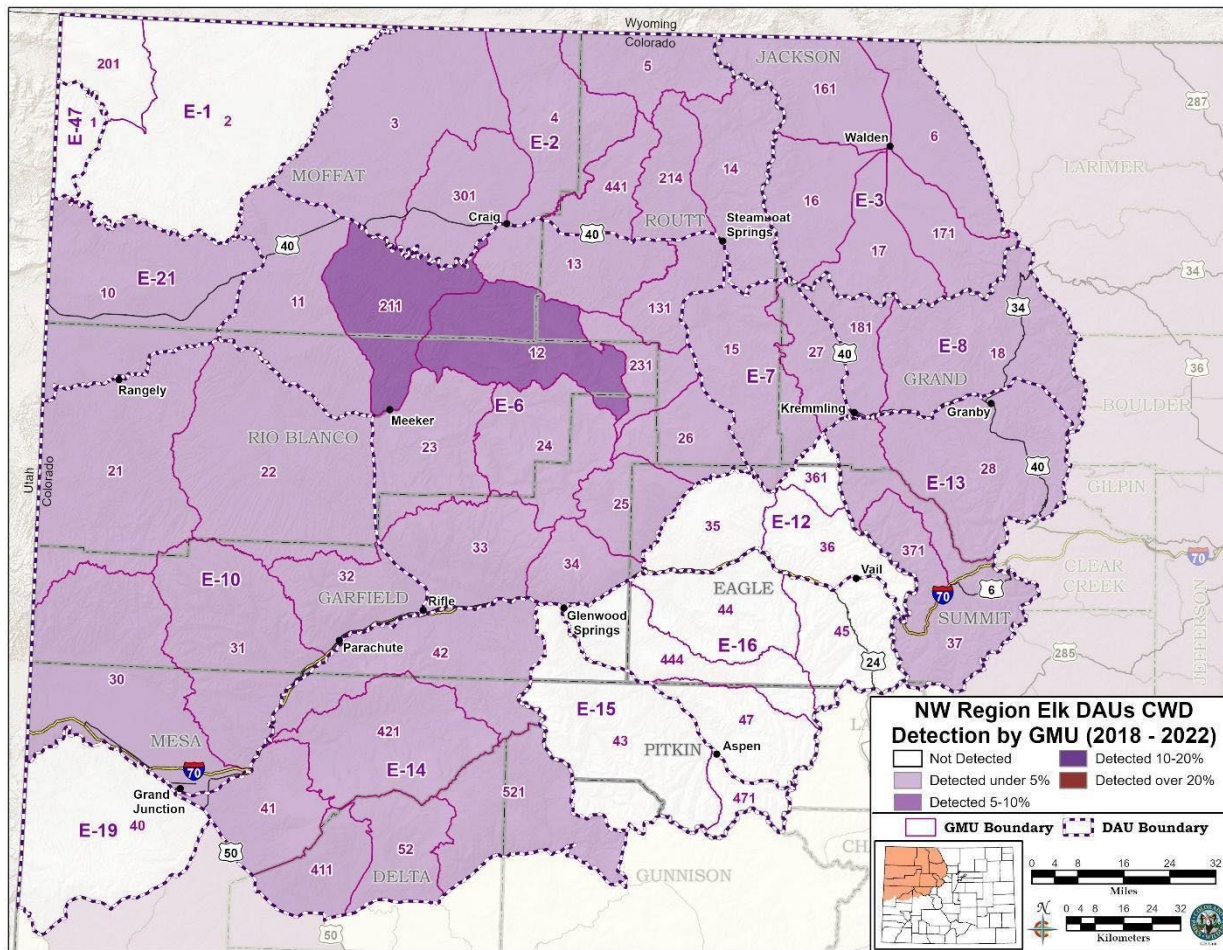 Wyoming
Colorado
201
E-47
1
E-1
2
3
4
E-2
5
JACKSON
161
6
287
LARIMER
Walden
MOFFAT
301
Craig
441
214
14
ROUTT
40
Steamboat
Springs
16
E-3
17
171
34
40
E-21
10
11
211
13
131
12
231
15
E-7
27
181
40
E-8
18
34
GRAND
36
BOULDER
Rangely
Meeker
E-6
Kremmling
Granby
RIO BLANCO
23
24
26
28
40
E-13
GILPIN
Utah
Colorado
21
22
25
361
35
E-12
36
371
33
34
32
E-10
GARFIELD
Rifle
Glenwood
Springs
EAGLE
Vail
70
6
CLEAR
CREEK
70
SUMMIT
37
JEFFERSON
285
44
45
E-16
444
24
31
Parachute
42
30
MESA
70
Grand
Junction
E-19
40
421
E-14
41
50
E-15
43
PITKIN
47
Aspen
471
521
52
411
DELTA
GUNNISON
50
NW Region Elk DAUs CWD
Detection by GMU (2018 - 2022)
Not Detected
Detected 10-20%
Detected under 5%
Detected over 20%
Detected 5-10%
GMU Boundary
DAU Boundary
0 4 8 16 24 32
Miles
N
0 4 8 16 24 32
Kilometers